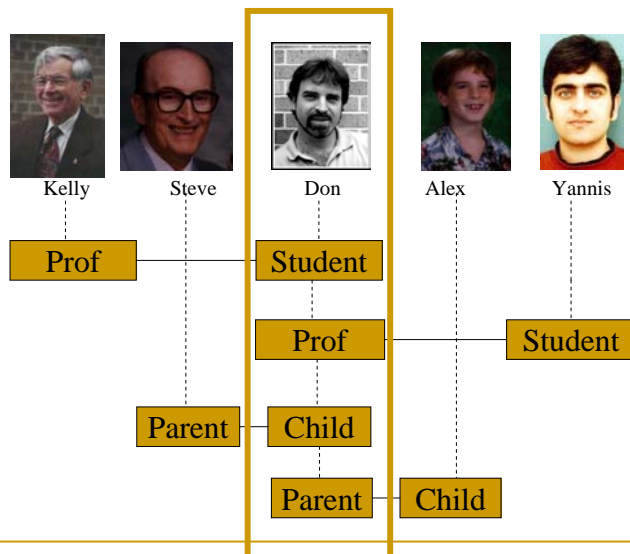 Kelly Steve Don Alex Yannis
Prof Student
Prof Student
Parent Child
Parent Child